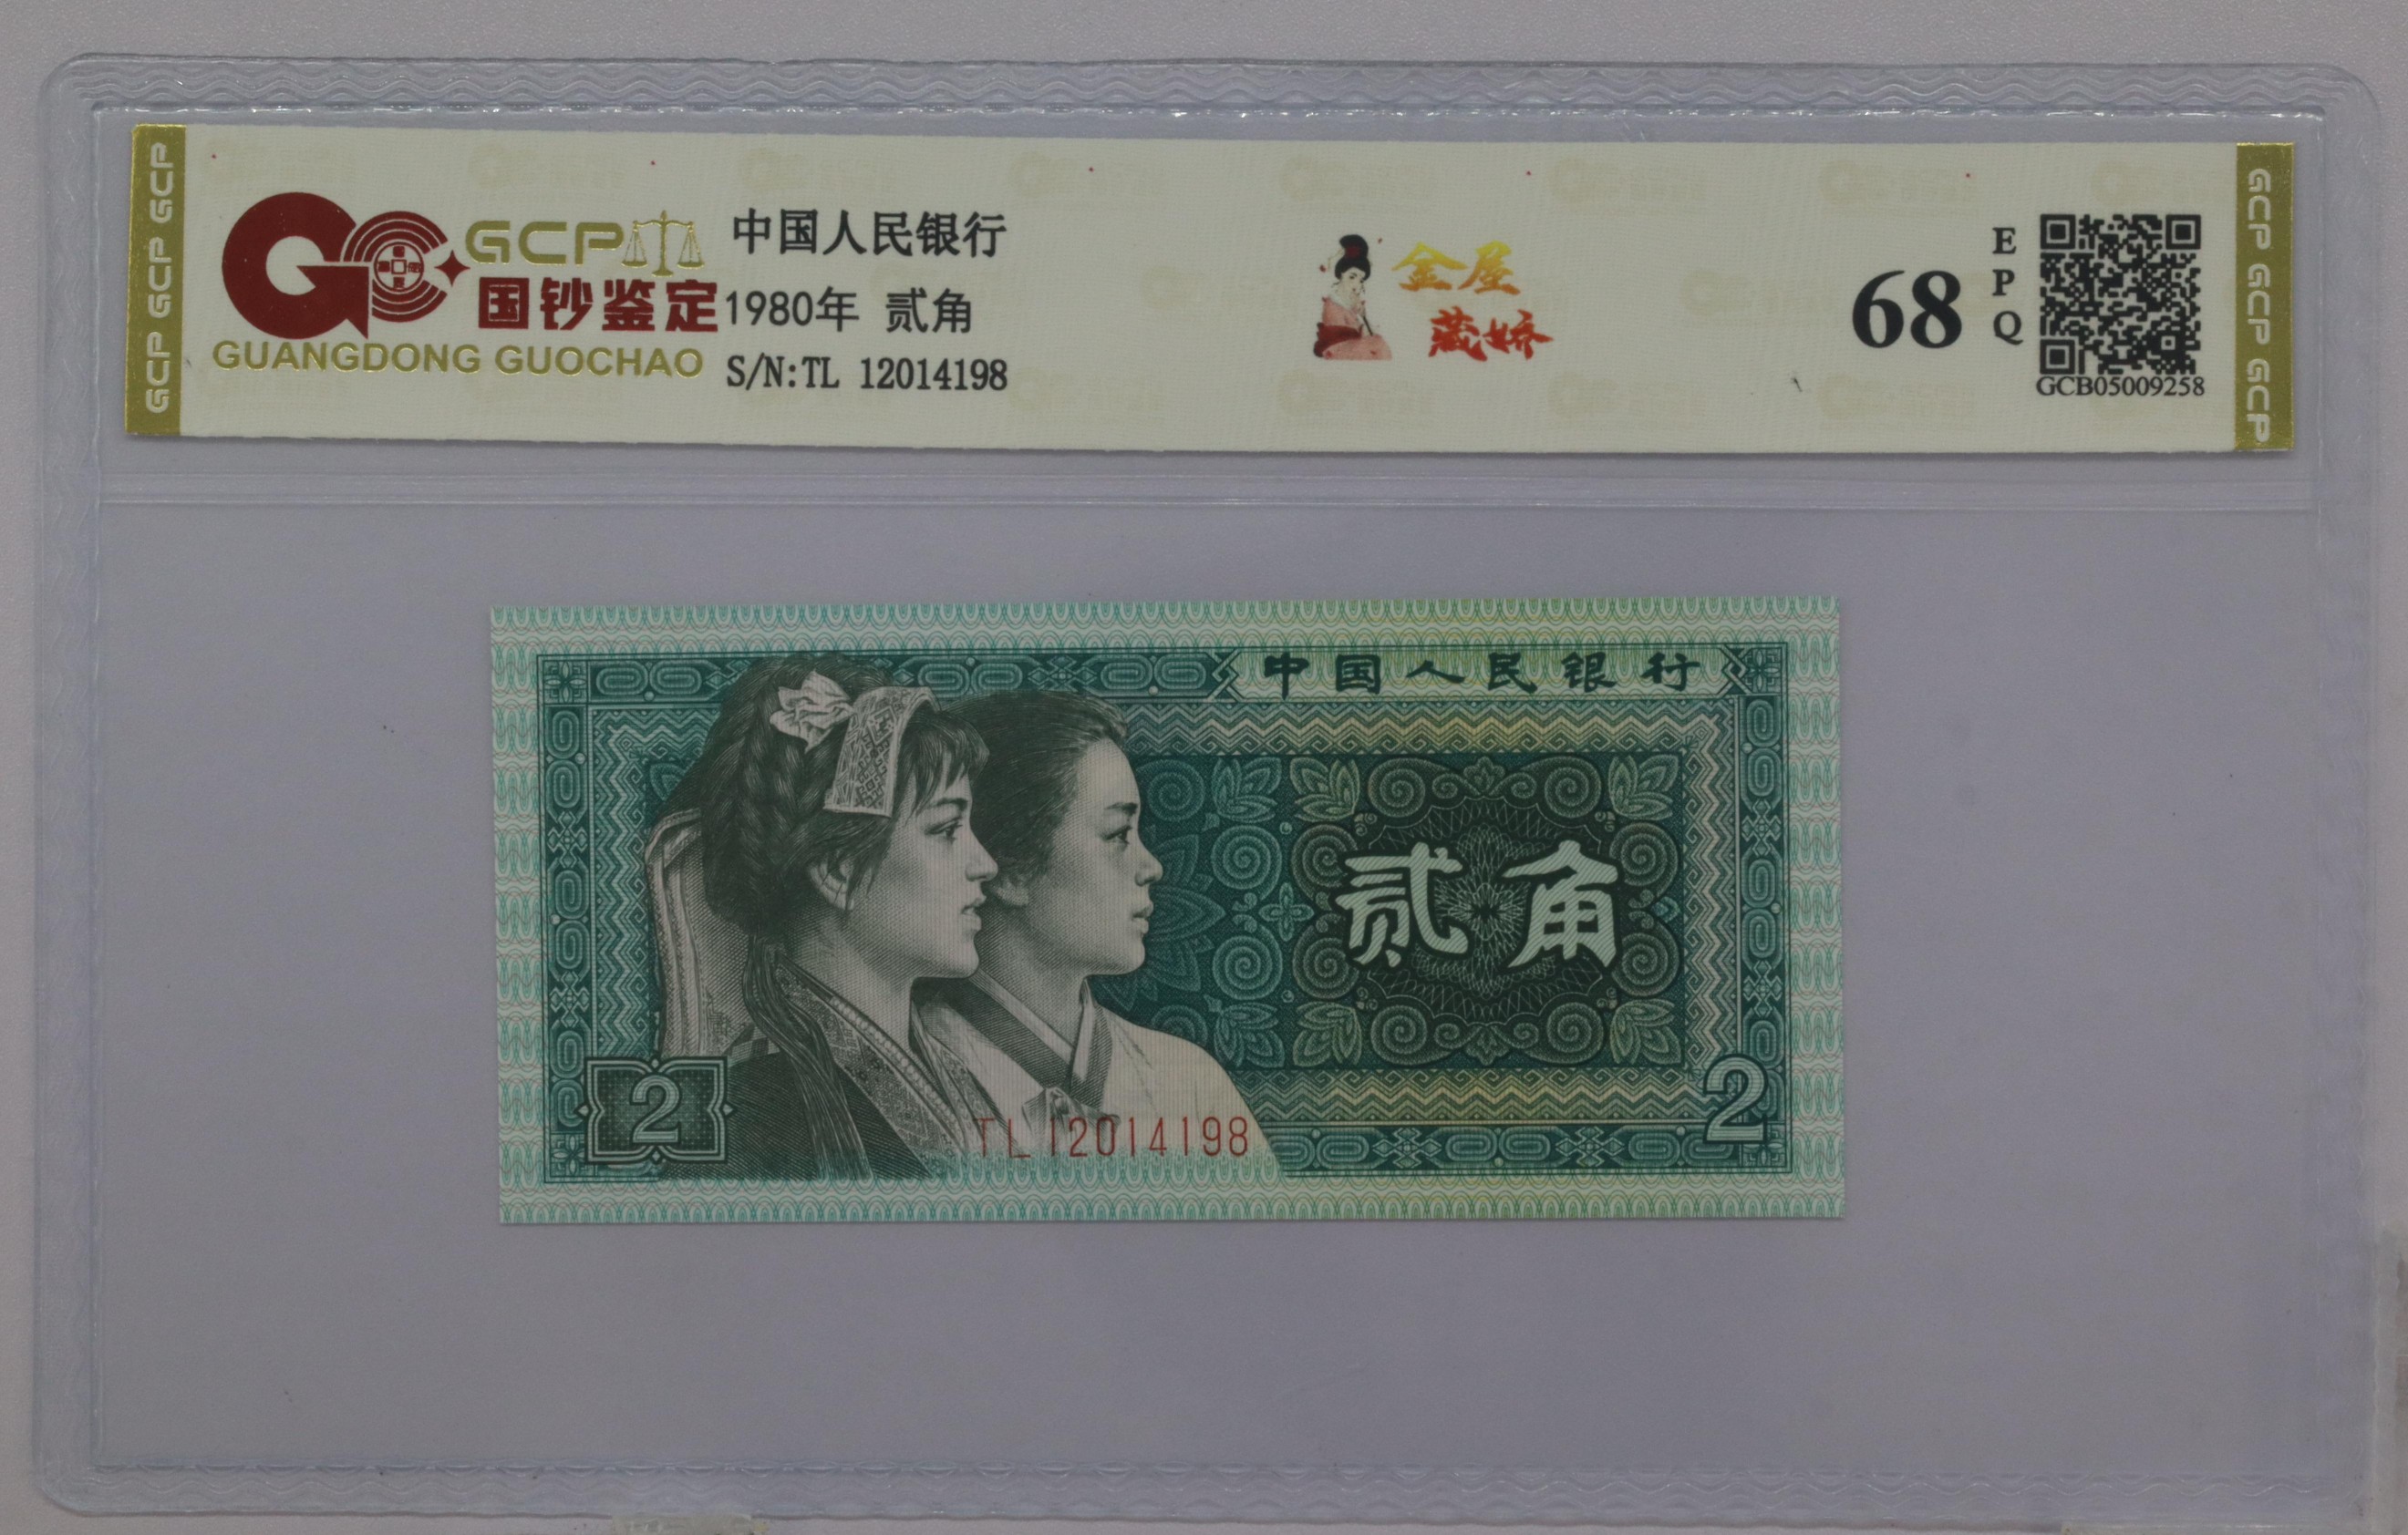 GCP GCP GCP
GCP
国钞鉴定
GUANGDONG GUOCHAO
中国人民银行
1980年 贰角
S/N:TL 12014198
金屋
藏娇
68
E
P
Q
GCB05009258
GCP GCP GCP
中国人民银行
贰角
2
TL 12014198
2